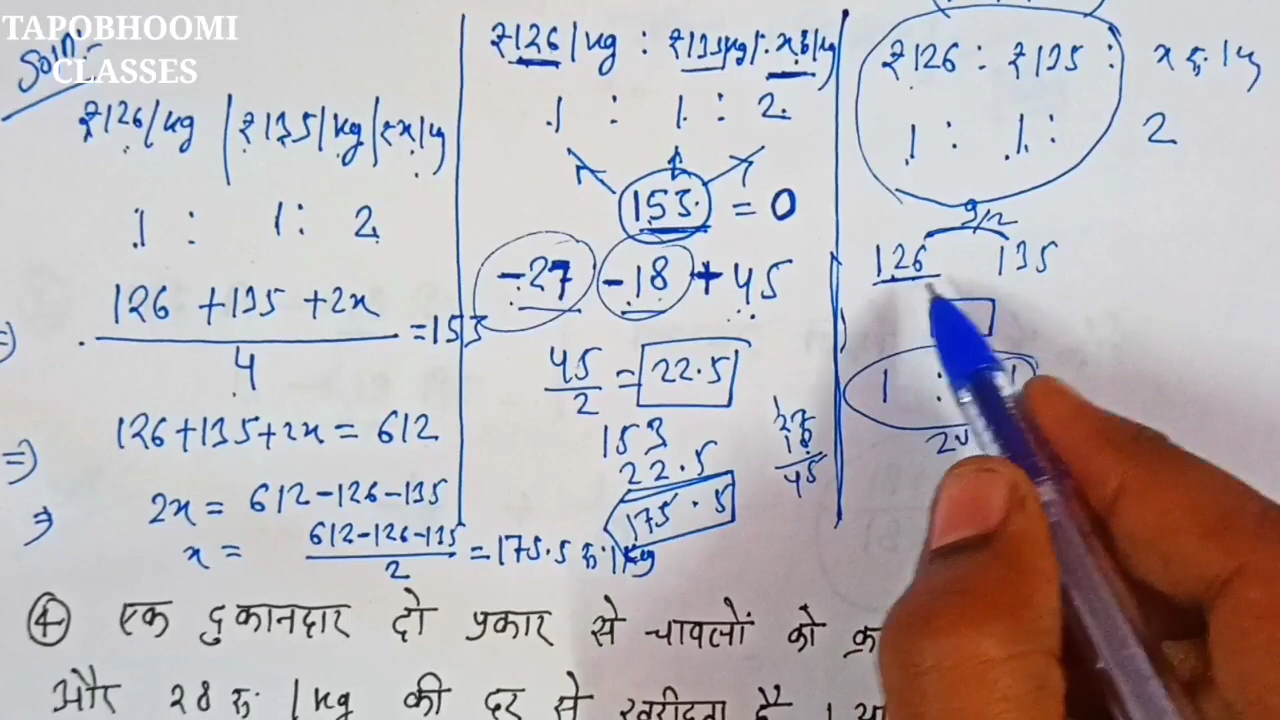 TAPOBHOOMI
CLASSES
Soln:-
₹126/kg | ₹135/kg | ₹x/kg
1 : 1 : 2
⇒ 126 + 135 + 2x
4
= 153
⇒ 126+135+2x = 612
⇒ 2x = 612-126-135
x = 612-126-135
2
= 175.5 रु./kg
₹126/kg : ₹135/kg : x रु/kg
1 : 1 : 2
153 = 0
-27 -18 + 45
45
2
= 22.5
153
22.5
175.5
27
18
45
₹126 : ₹135 : x रु./kg
1 : 1 : 2
9/2
126 135
1 : 1
④ एक दुकानदार दो प्रकार से चावलों को
और 28 रु. /kg की दर से खरीदता है ।